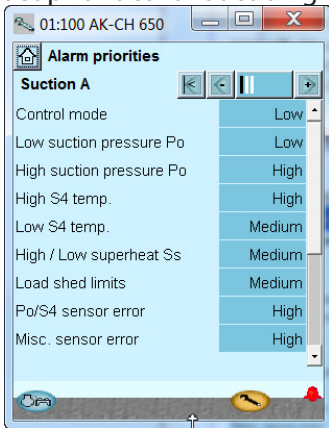 01:100 AK-CH 650
Alarm priorities
Suction A
Control mode Low
Low suction pressure Po Low
High suction pressure Po High
High S4 temp. High
Low S4 temp. Medium
High / Low superheat Ss Medium
Load shed limits Medium
Po/S4 sensor error High
Misc. sensor error High